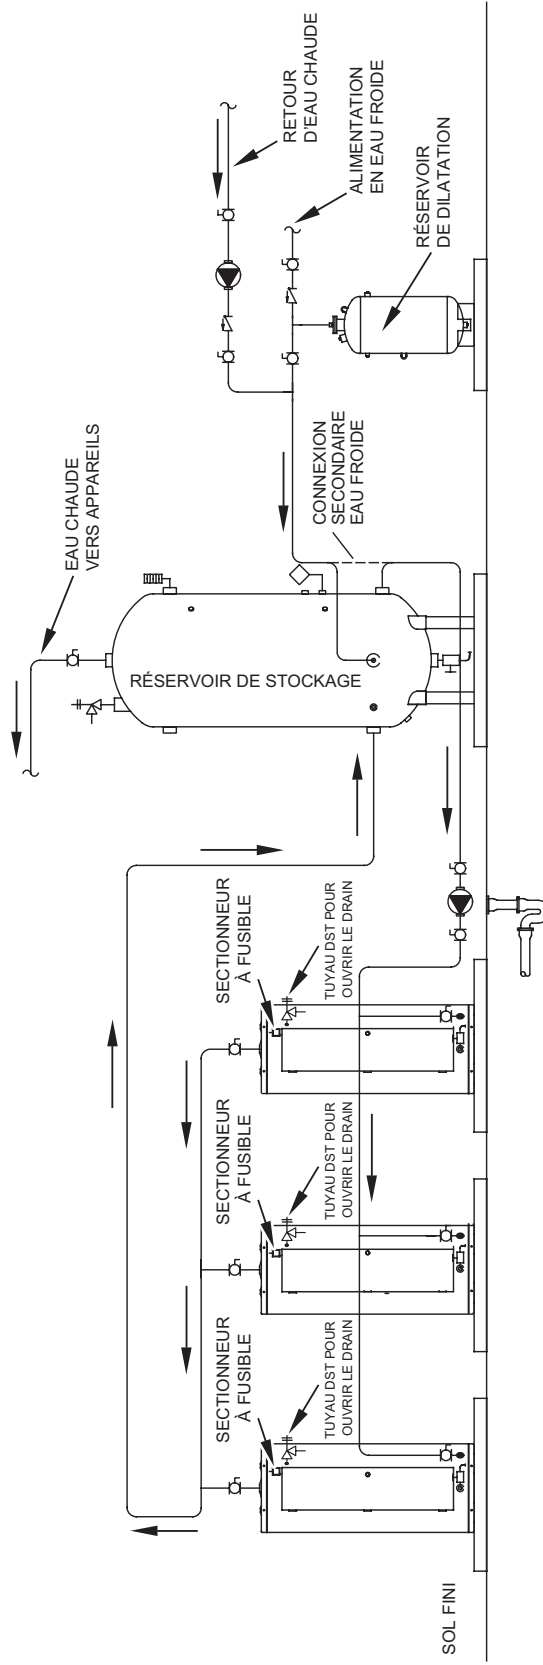 EAU CHAUDE
VERS APPAREILS
RETOUR
D'EAU CHAUDE
ALIMENTATION
EN EAU FROIDE
RÉSERVOIR
DE DILATATION
CONNEXION
SECONDAIRE
EAU FROIDE
RÉSERVOIR DE STOCKAGE
SECTIONNEUR
À FUSIBLE
TUYAU DST POUR
OUVRIR LE DRAIN
SECTIONNEUR
À FUSIBLE
TUYAU DST POUR
OUVRIR LE DRAIN
SECTIONNEUR
À FUSIBLE
TUYAU DST POUR
OUVRIR LE DRAIN
SOL FINI